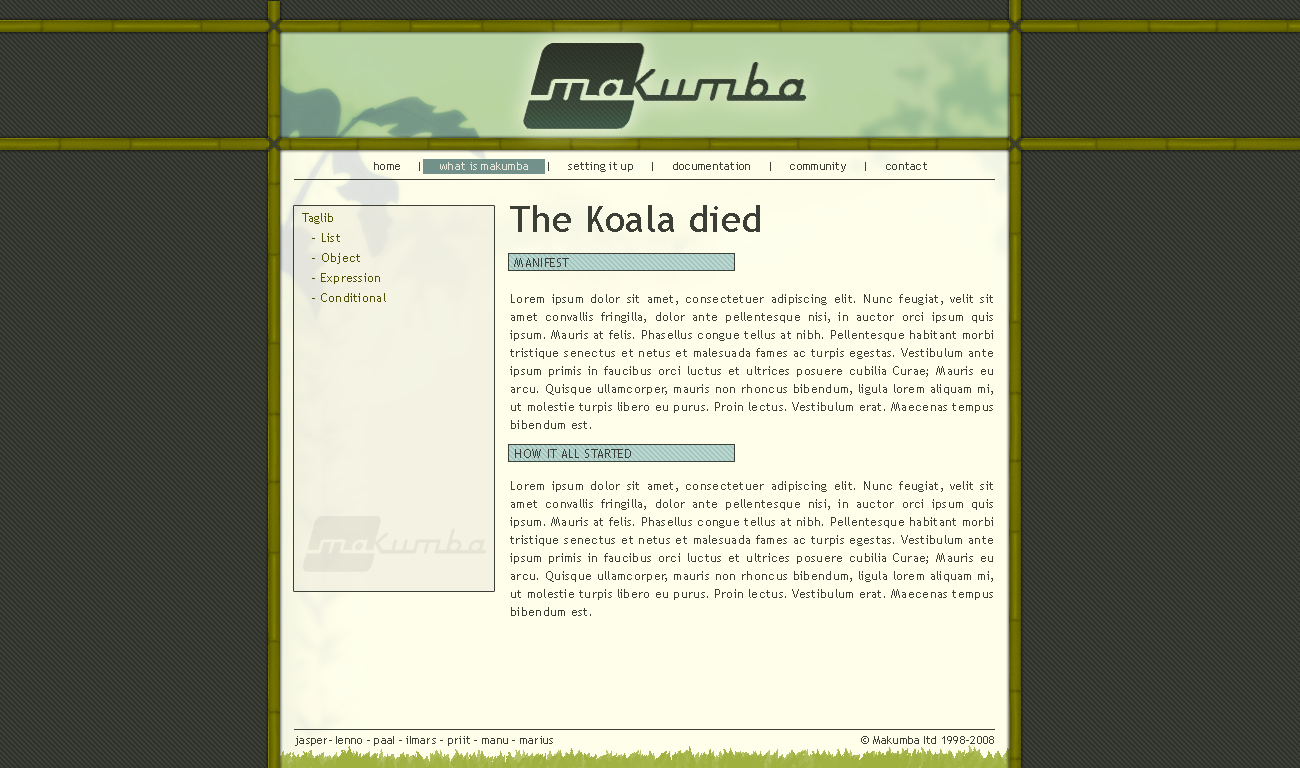 makumba
home | what is makumba | setting it up | documentation | community | contact
Taglib
- List
- Object
- Expression
- Conditional
makumba
The Koala died
MANIFEST
Lorem ipsum dolor sit amet, consectetuer adipiscing elit. Nunc feugiat, velit sit
amet convallis fringilla, dolor ante pellentesque nisi, in auctor orci ipsum quis
ipsum. Mauris at felis. Phasellus congue tellus at nibh. Pellentesque habitant morbi
tristique senectus et netus et malesuada fames ac turpis egestas. Vestibulum ante
ipsum primis in faucibus orci luctus et ultrices posuere cubilia Curae; Mauris eu
arcu. Quisque ullamcorper, mauris non rhoncus bibendum, ligula lorem aliquam mi,
ut molestie turpis libero eu purus. Proin lectus. Vestibulum erat. Maecenas tempus
bibendum est.
HOW IT ALL STARTED
Lorem ipsum dolor sit amet, consectetuer adipiscing elit. Nunc feugiat, velit sit
amet convallis fringilla, dolor ante pellentesque nisi, in auctor orci ipsum quis
ipsum. Mauris at felis. Phasellus congue tellus at nibh. Pellentesque habitant morbi
tristique senectus et netus et malesuada fames ac turpis egestas. Vestibulum ante
ipsum primis in faucibus orci luctus et ultrices posuere cubilia Curae; Mauris eu
arcu. Quisque ullamcorper, mauris non rhoncus bibendum, ligula lorem aliquam mi,
ut molestie turpis libero eu purus. Proin lectus. Vestibulum erat. Maecenas tempus
bibendum est.
jasper- lenno - paal - ilmars - priit - manu - marius
© Makumba ltd 1998-2008